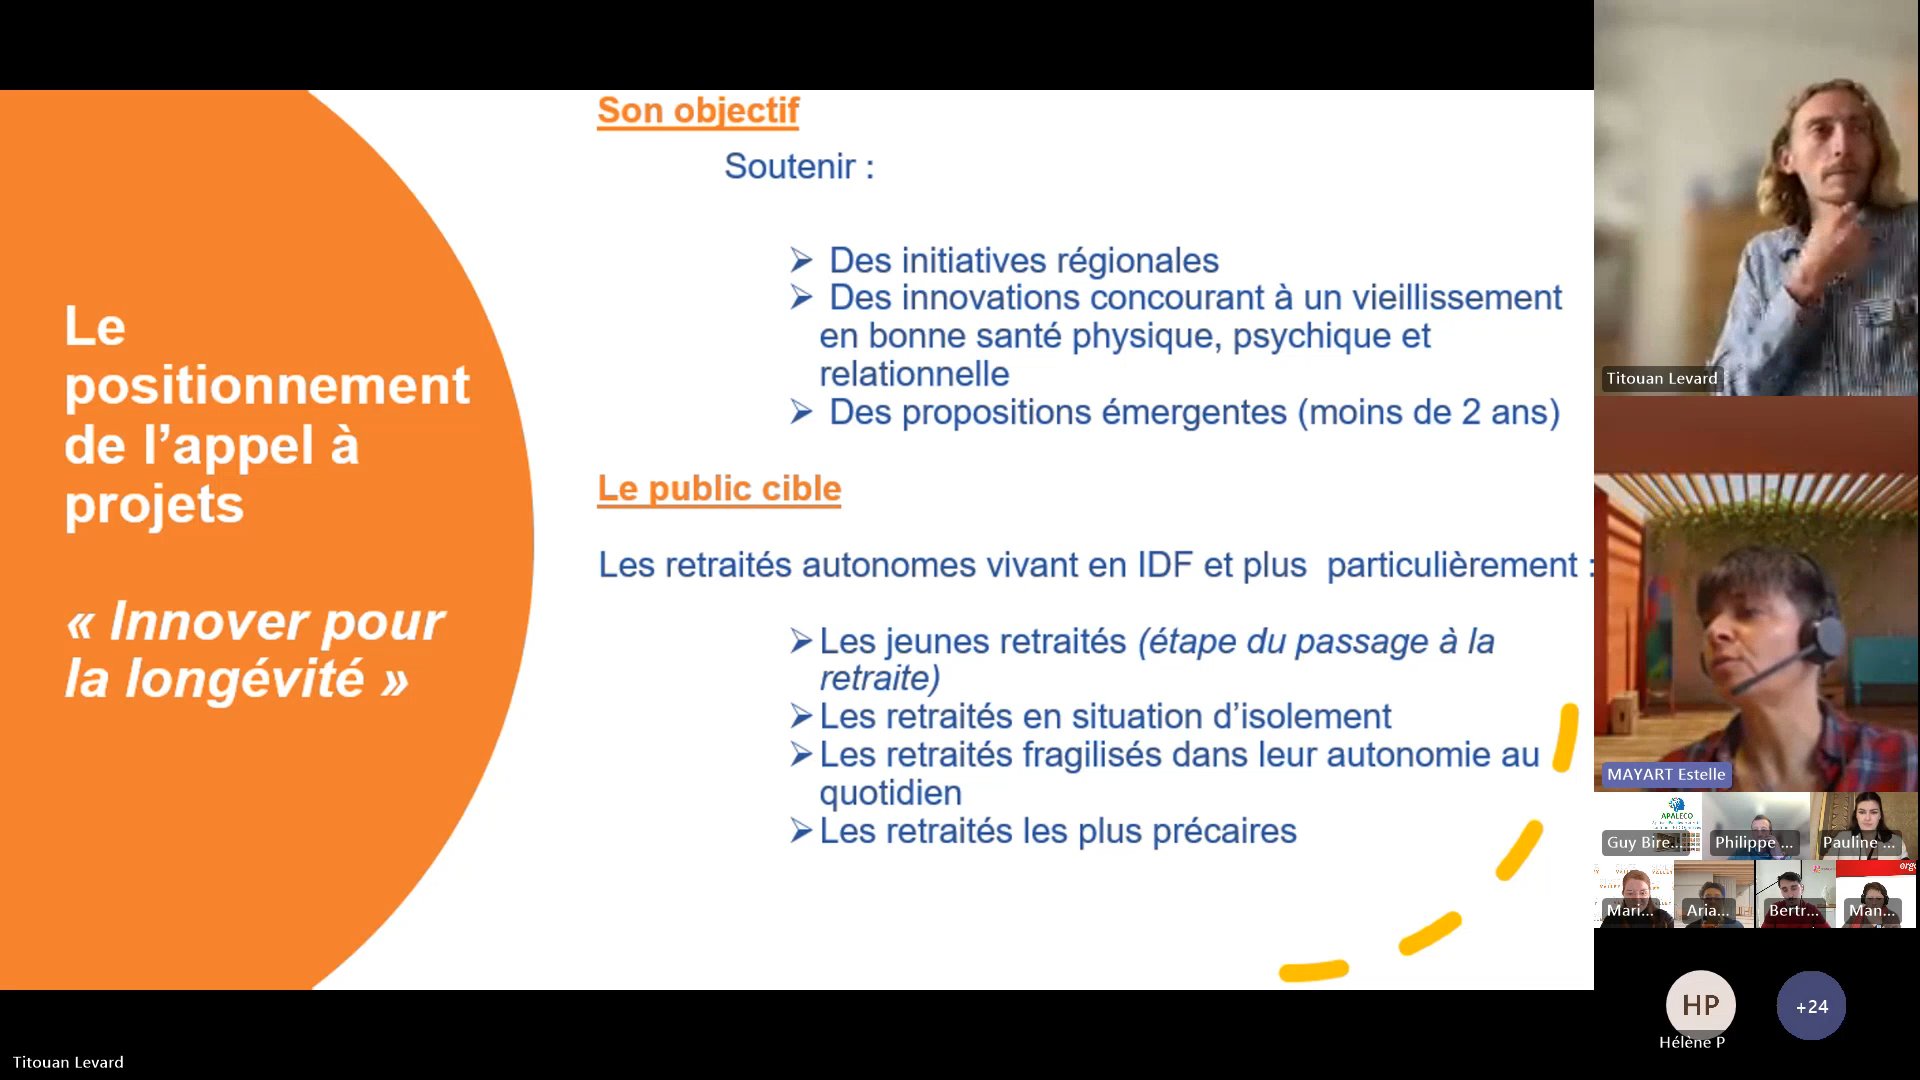 Le
positionnement
de l’appel à
projets
« Innover pour
la longévité »
Son objectif
Soutenir :
➢ Des initiatives régionales
➢ Des innovations concourant à un vieillissement
en bonne santé physique, psychique et
relationnelle
➢ Des propositions émergentes (moins de 2 ans)
Le public cible
Les retraités autonomes vivant en IDF et plus particulièrement :
➢ Les jeunes retraités (étape du passage à la
retraite)
➢ Les retraités en situation d’isolement
➢ Les retraités fragilisés dans leur autonomie au
quotidien
➢ Les retraités les plus précaires
Titouan Levard
MAYART Estelle
APALECO
Guy Bire...
Philippe ...
Pauline ...
Mari...
Aria...
Bertr...
Man...
HP
+24
Hélène P
Titouan Levard